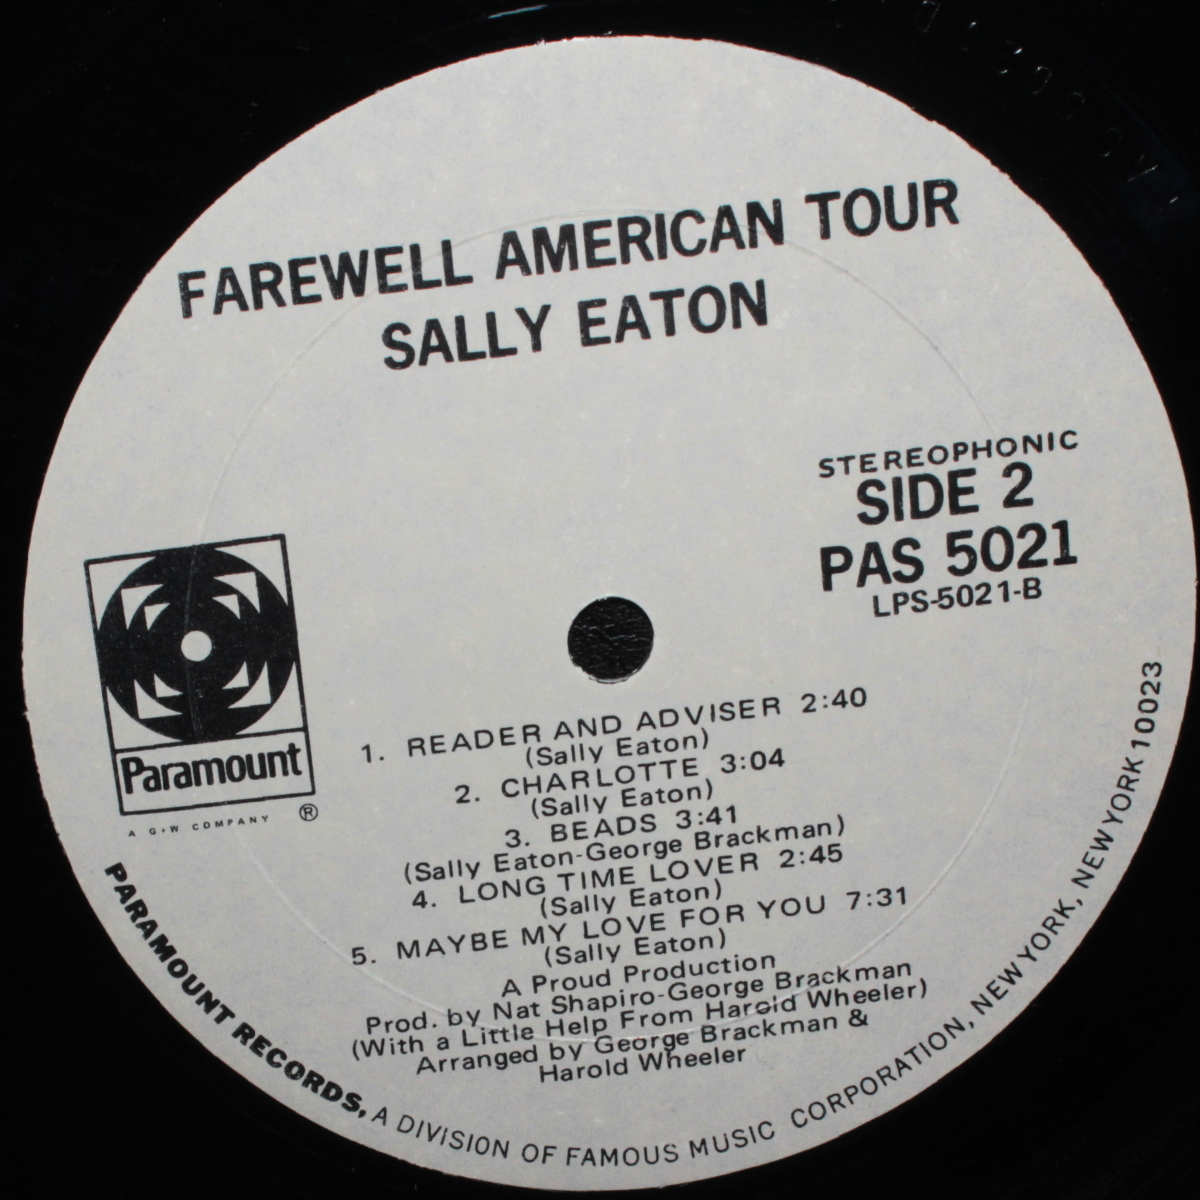 FAREWELL AMERICAN TOUR
SALLY EATON
STEREOPHONIC
SIDE 2
PAS 5021
LPS-5021-B
Paramount
®
A G+W COMPANY
1. READER AND ADVISER 2:40
(Sally Eaton)
2. CHARLOTTE 3:04
(Sally Eaton)
3. BEADS 3:41
(Sally Eaton-George Brackman)
4. LONG TIME LOVER 2:45
(Sally Eaton)
5. MAYBE MY LOVE FOR YOU 7:31
(Sally Eaton)
A Proud Production
Prod. by Nat Shapiro-George Brackman
(With a Little Help From Harold Wheeler)
Arranged by George Brackman &
Harold Wheeler
PARAMOUNT RECORDS, A DIVISION OF FAMOUS MUSIC CORPORATION, NEW YORK, NEW YORK 10023